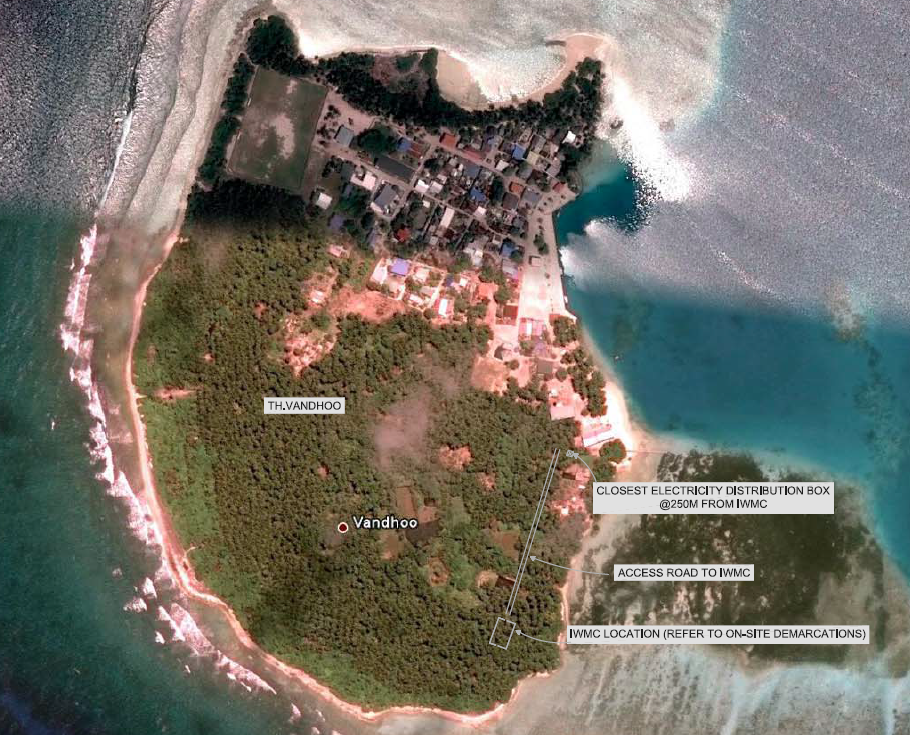 TH.VANDHOO
CLOSEST ELECTRICITY DISTRIBUTION BOX
@250M FROM IWMC
Vandhoo
ACCESS ROAD TO IWMC
IWMC LOCATION (REFER TO ON-SITE DEMARCATIONS)